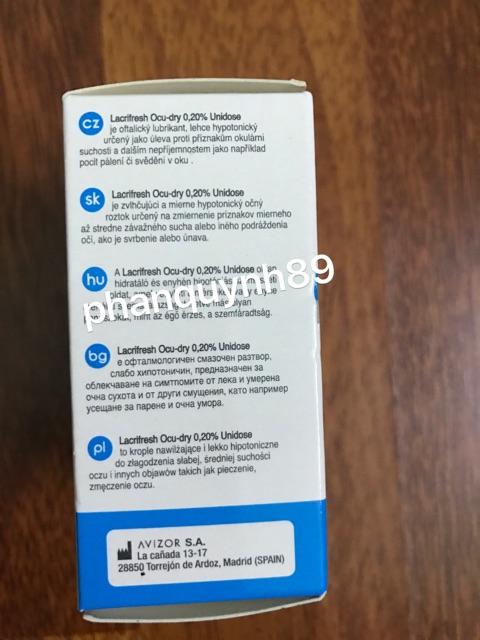 cz
Lacrifresh Ocu-dry 0,20% Unidose
je oftalický lubrikant, lehce hypotonický
určený jako úleva proti příznakům okulární
suchosti a dalším nepříjemnostem jako například
pocit pálení či svědění v oku .
sk
Lacrifresh Ocu-dry 0,20% Unidose
je zvlhčujúci a mierne hypotonický očný
roztok určený na zmiernenie príznakov mierneho
až stredne závažného sucha alebo iného podráždenia
očí, ako je svrbenie alebo únava.
hu
A Lacrifresh Ocu-dry 0,20% Unidose
hidratáló és enyhén
mint az égő érzés, a szemfáradtság.
phanquynh89
bg
Lacrifresh Ocu-dry 0,20% Unidose
е офталмологичен смазочен разтвор,
слабо хипотоничин, предназначен за
облекчаване на симтпомите от лека и умерена
очна сухота и от други смущения, като например
усещане за парене и очна умора.
pl
Lacrifresh Ocu-dry 0,20% Unidose
to krople nawilżające i lekko hipotoniczne
do złagodzenia słabej, średniej suchości
oczu i innych objawów takich jak pieczenie,
zmęczenie oczu.
AVIZOR S.A.
La cañada 13-17
28850 Torrejón de Ardoz, Madrid (SPAIN)